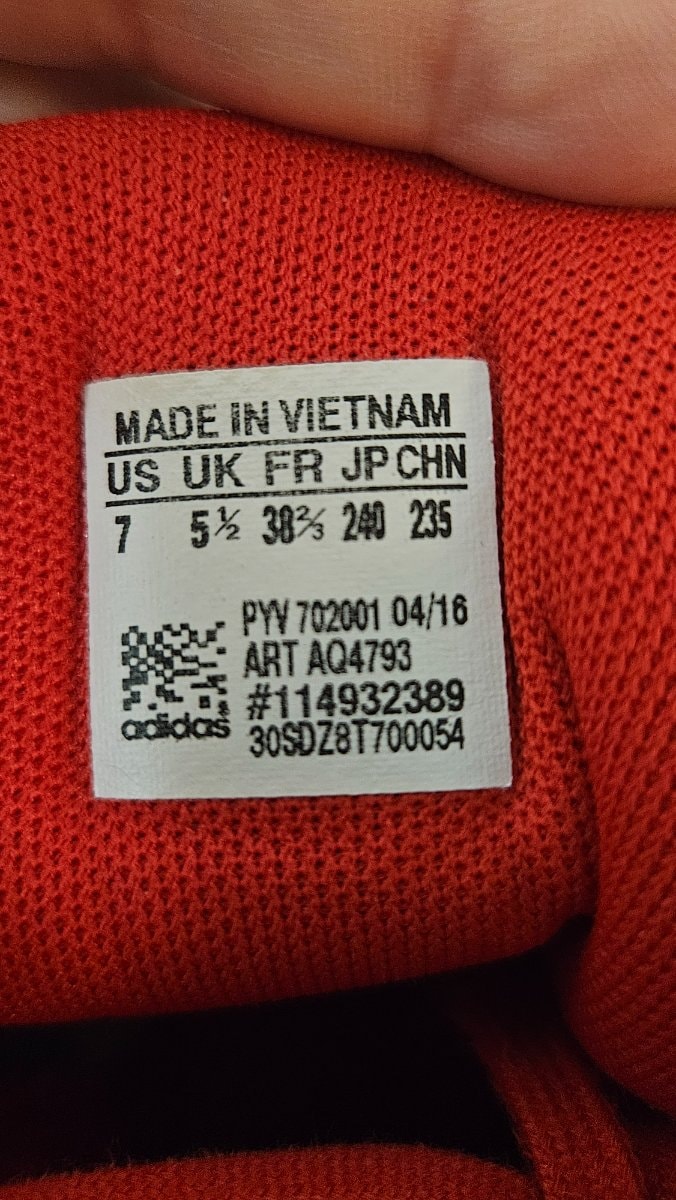 MADE IN VIETNAM
US UK FR JP CHN
7 5½ 38⅔ 240 235
PYV 702001 04/16
ART AQ4793
#114932389
adidas
30SDZ8T700054